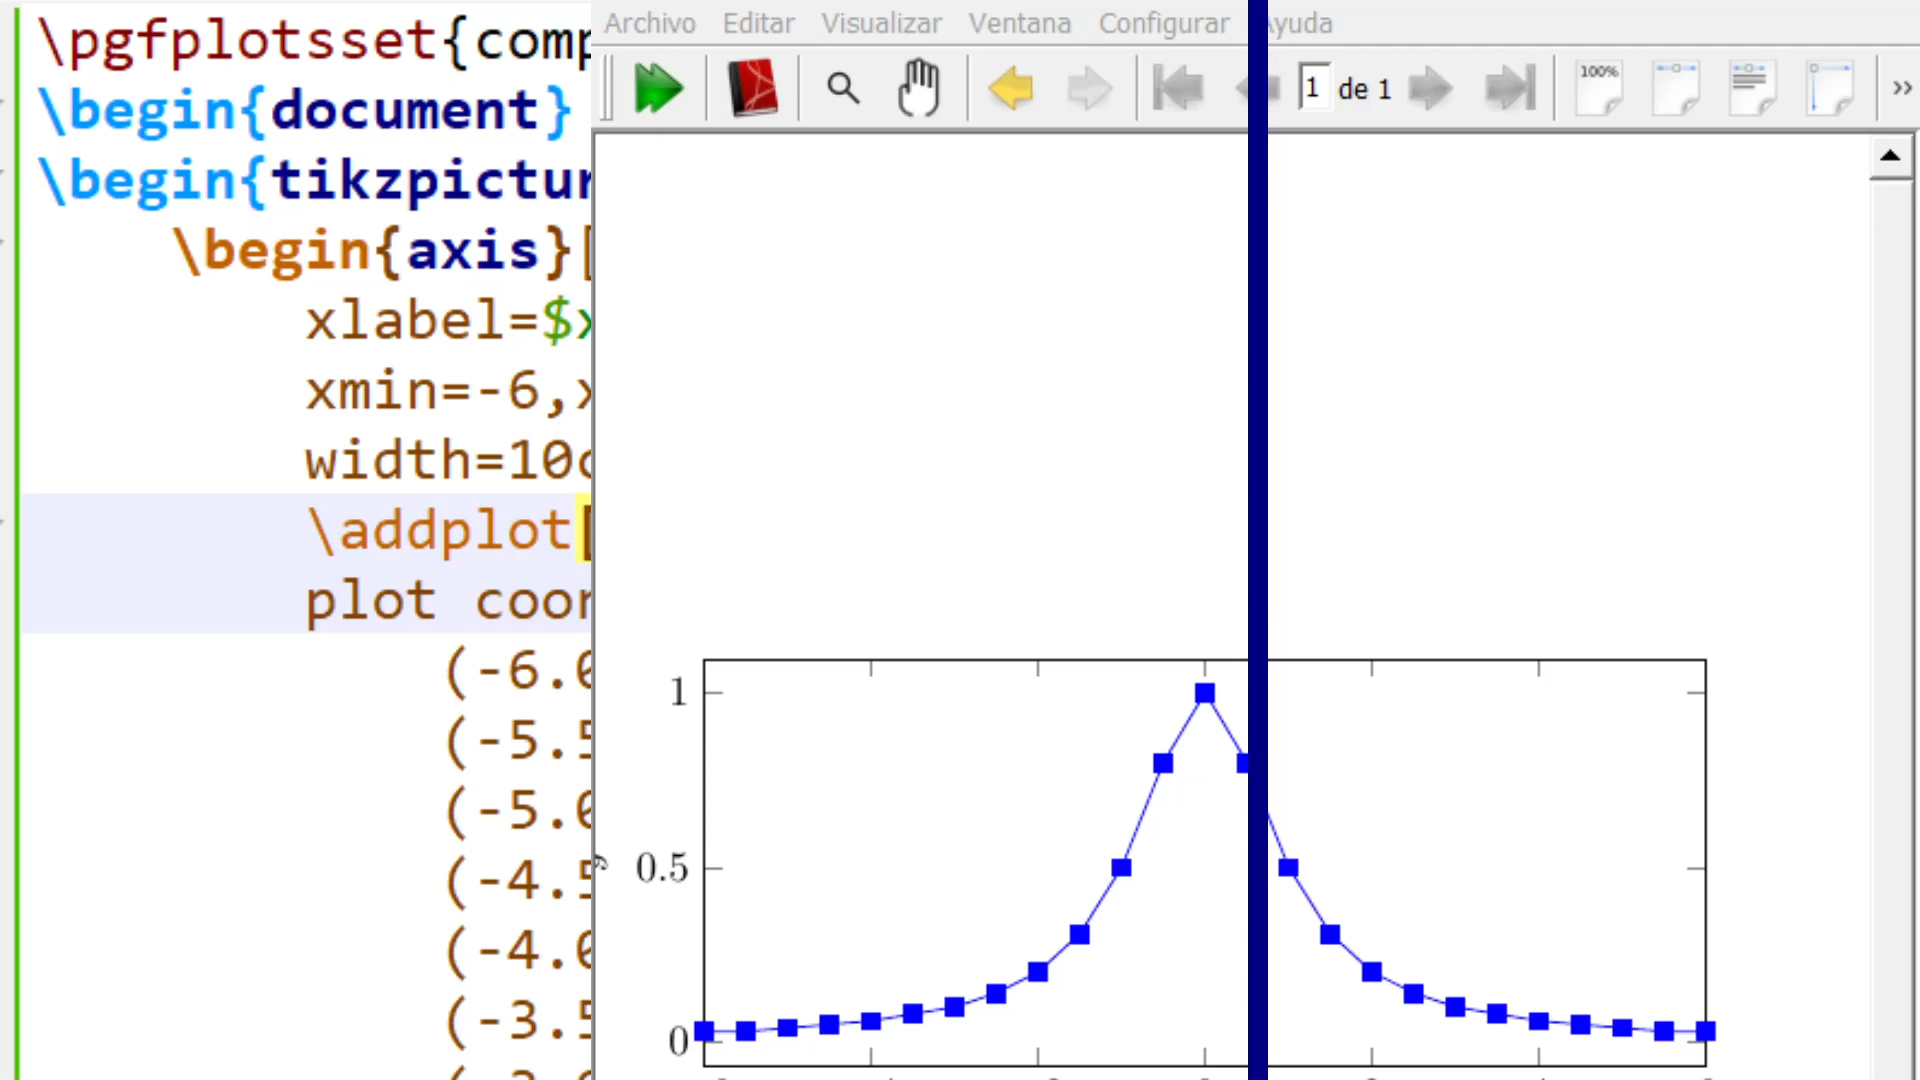 \pgfplotsset{comp
\begin{document}
\begin{tikzpictur
\begin{axis}[
xlabel=$x
xmin=-6,x
width=10c
\addplot[
plot coor
(-6.0
(-5.5
(-5.0
(-4.5
(-4.0
(-3.5
Archivo Editar Visualizar Ventana Configurar Ayuda
1 de 1 100% »
1
0.5
0